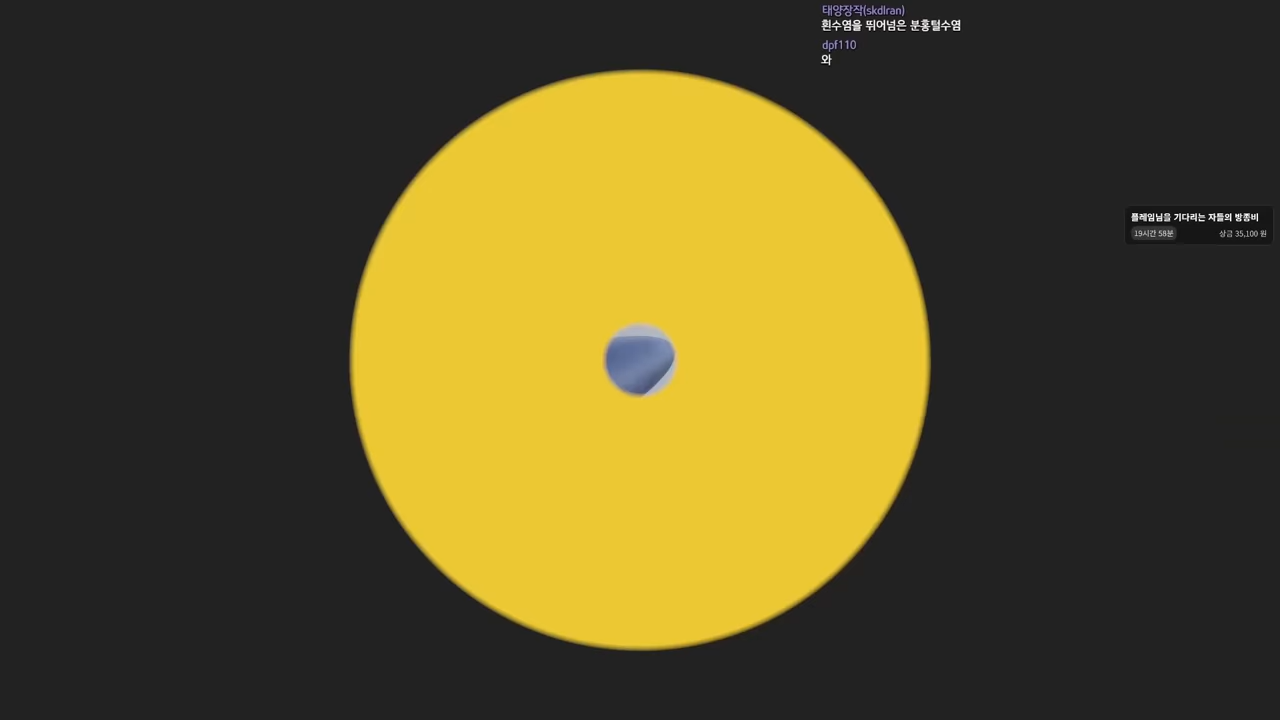 태양장작(skdlran)
흰수염을 뛰어넘은 분홍털수염
dpf110
와
플레임님을 기다리는 자들의 방종비
19시간 58분
상금 35,100 원